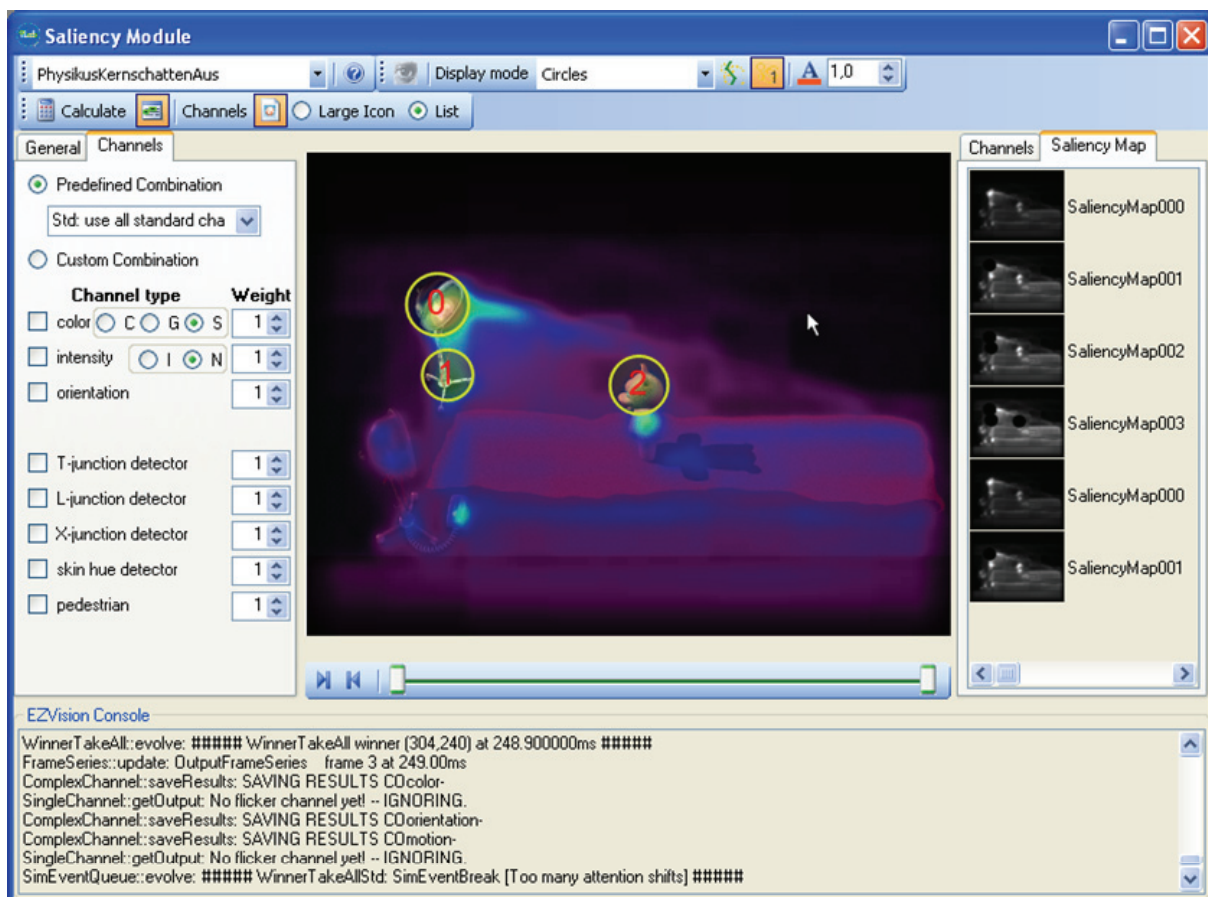 Saliency Module
PhysikusKernschattenAus Display mode Circles 1 A 1,0
Calculate Channels Large Icon List
General Channels
Predefined Combination
Std: use all standard cha
Custom Combination
Channel type Weight
color C G S 1
intensity I N 1
orientation 1
T-junction detector 1
L-junction detector 1
X-junction detector 1
skin hue detector 1
pedestrian 1
0
1
2
Channels Saliency Map
SaliencyMap000
SaliencyMap001
SaliencyMap002
SaliencyMap003
SaliencyMap000
SaliencyMap001
EZVision Console
WinnerTakeAll::evolve: ##### WinnerTakeAll winner (304,240) at 248.900000ms #####
FrameSeries::update: OutputFrameSeries frame 3 at 249.00ms
ComplexChannel::saveResults: SAVING RESULTS COcolor-
SingleChannel::getOutput: No flicker channel yet! -- IGNORING.
ComplexChannel::saveResults: SAVING RESULTS COorientation-
ComplexChannel::saveResults: SAVING RESULTS COmotion-
SingleChannel::getOutput: No flicker channel yet! -- IGNORING.
SimEventQueue::evolve: ##### WinnerTakeAllStd: SimEventBreak [Too many attention shifts] #####